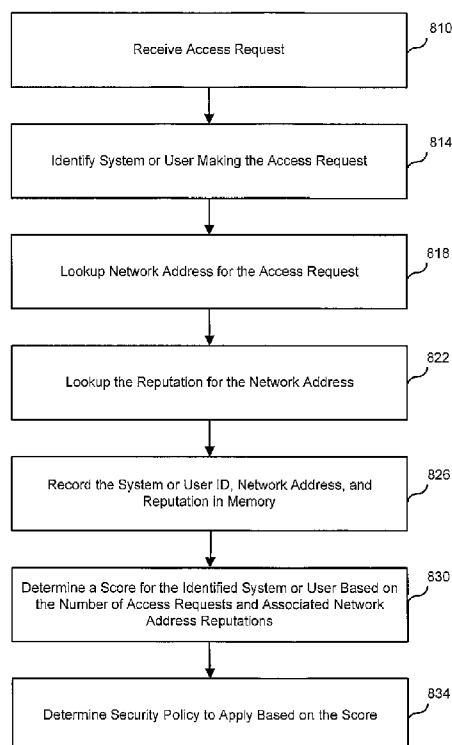 810
Receive Access Request
814
Identify System or User Making the Access Request
818
Lookup Network Address for the Access Request
822
Lookup the Reputation for the Network Address
826
Record the System or User ID, Network Address, and
Reputation in Memory
830
Determine a Score for the Identified System or User Based on
the Number of Access Requests and Associated Network
Address Reputations
834
Determine Security Policy to Apply Based on the Score